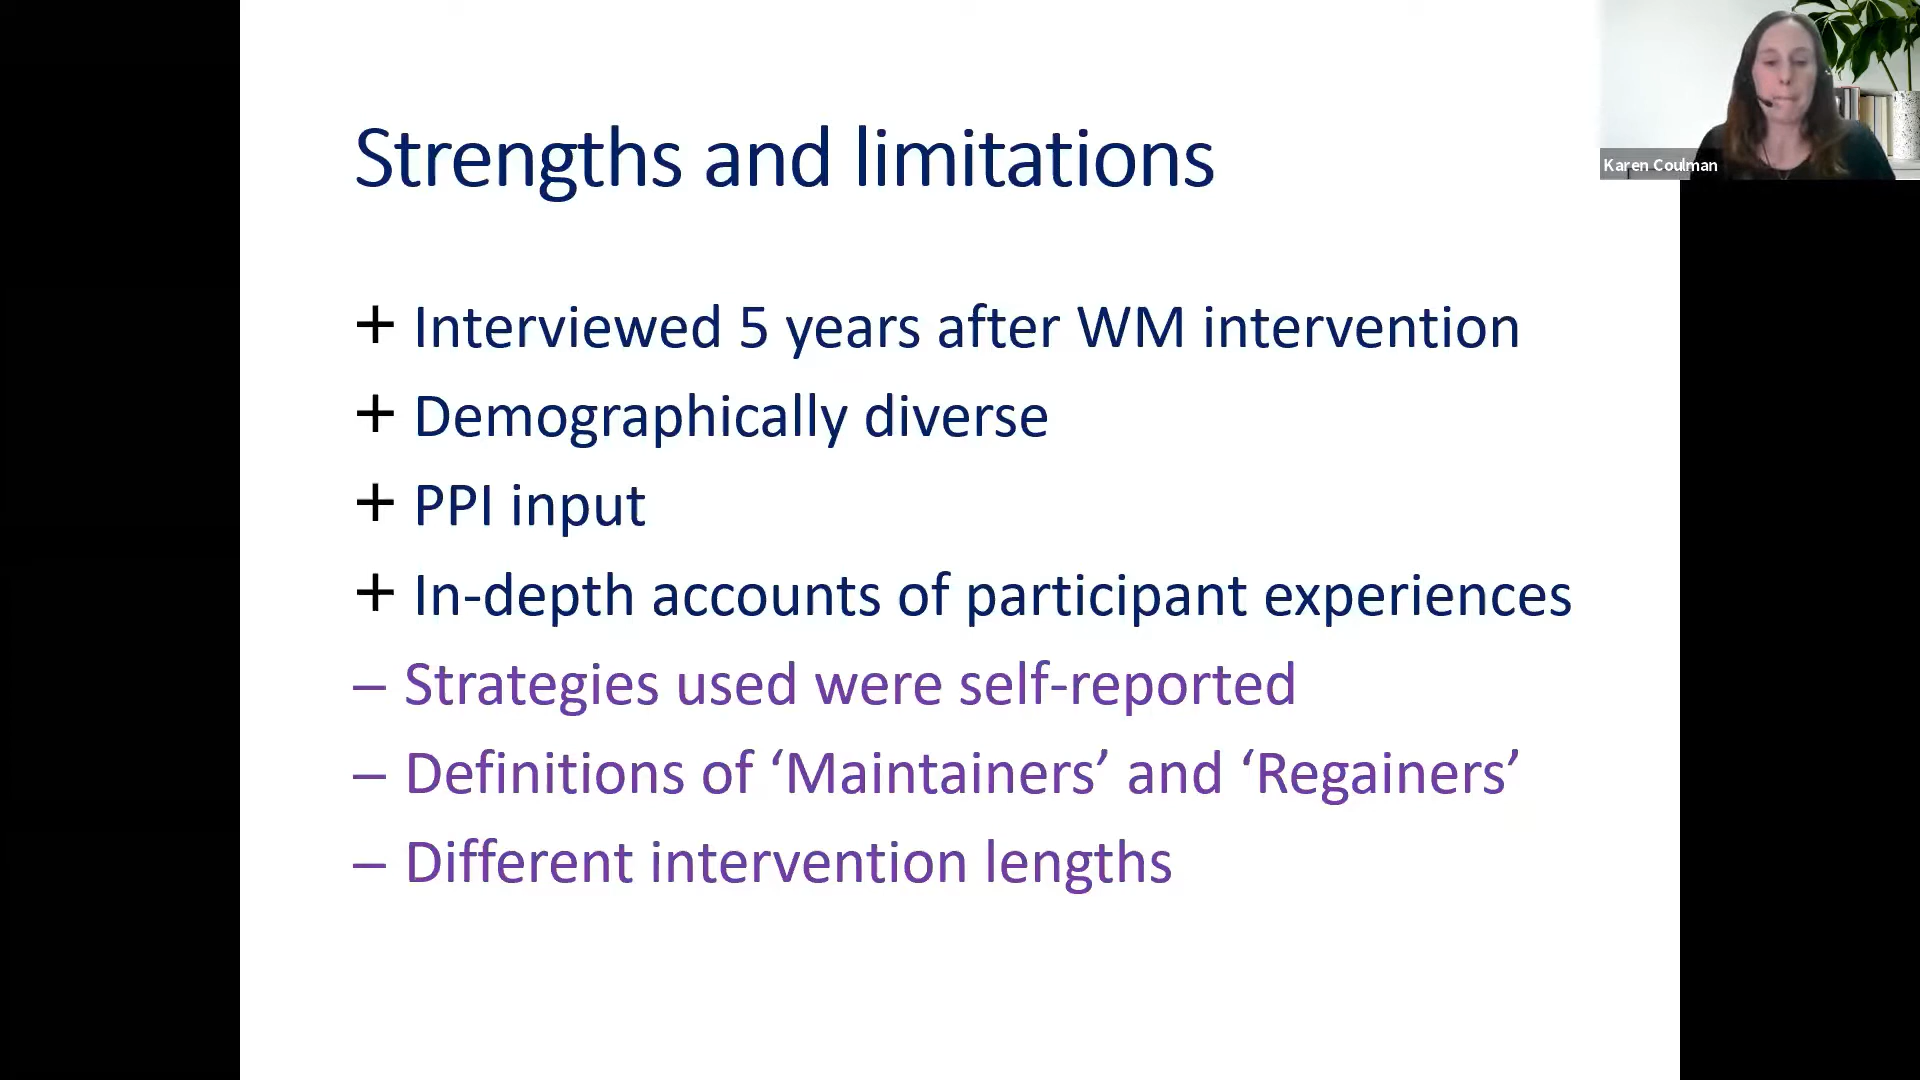 Strengths and limitations
Karen Coulman
+ Interviewed 5 years after WM intervention
+ Demographically diverse
+ PPI input
+ In-depth accounts of participant experiences
– Strategies used were self-reported
– Definitions of ‘Maintainers’ and ‘Regainers’
– Different intervention lengths